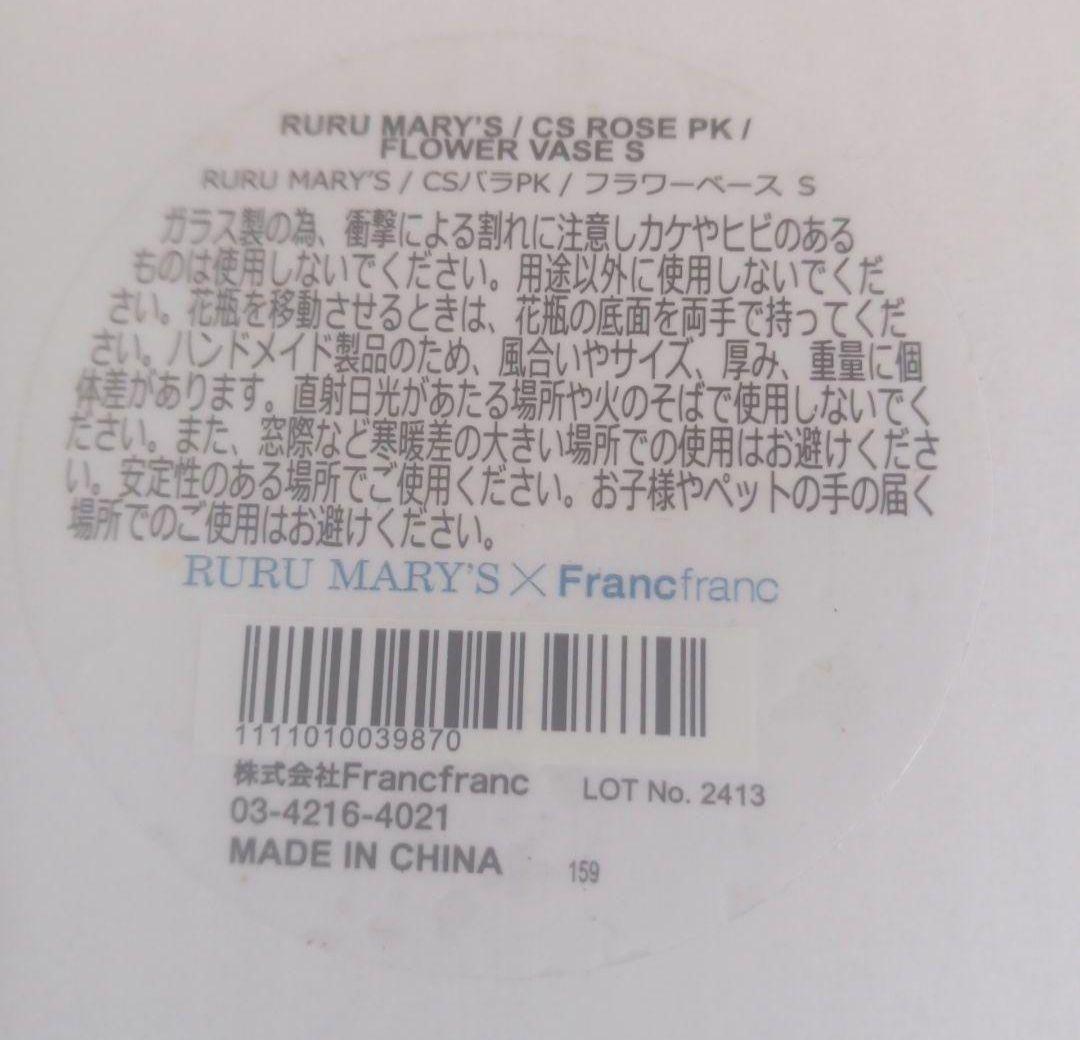 RURU MARY'S / CS ROSE PK /
FLOWER VASE S
RURU MARY'S / CSバラPK / フラワーベース S
ガラス製の為、衝撃による割れに注意しカケやヒビのある
ものは使用しないでください。用途以外に使用しないでくだ
さい。花瓶を移動させるときは、花瓶の底面を両手で持ってくだ
さい。ハンドメイド製品のため、風合いやサイズ、厚み、重量に個
体差があります。直射日光があたる場所や火のそばで使用しないでく
ださい。また、窓際など寒暖差の大きい場所での使用はお避けくださ
い。安定性のある場所でご使用ください。お子様やペットの手の届く
場所でのご使用はお避けください。
RURU MARY'S×Francfranc
1111010039870
株式会社Francfranc LOT No. 2413
03-4216-4021
MADE IN CHINA 159